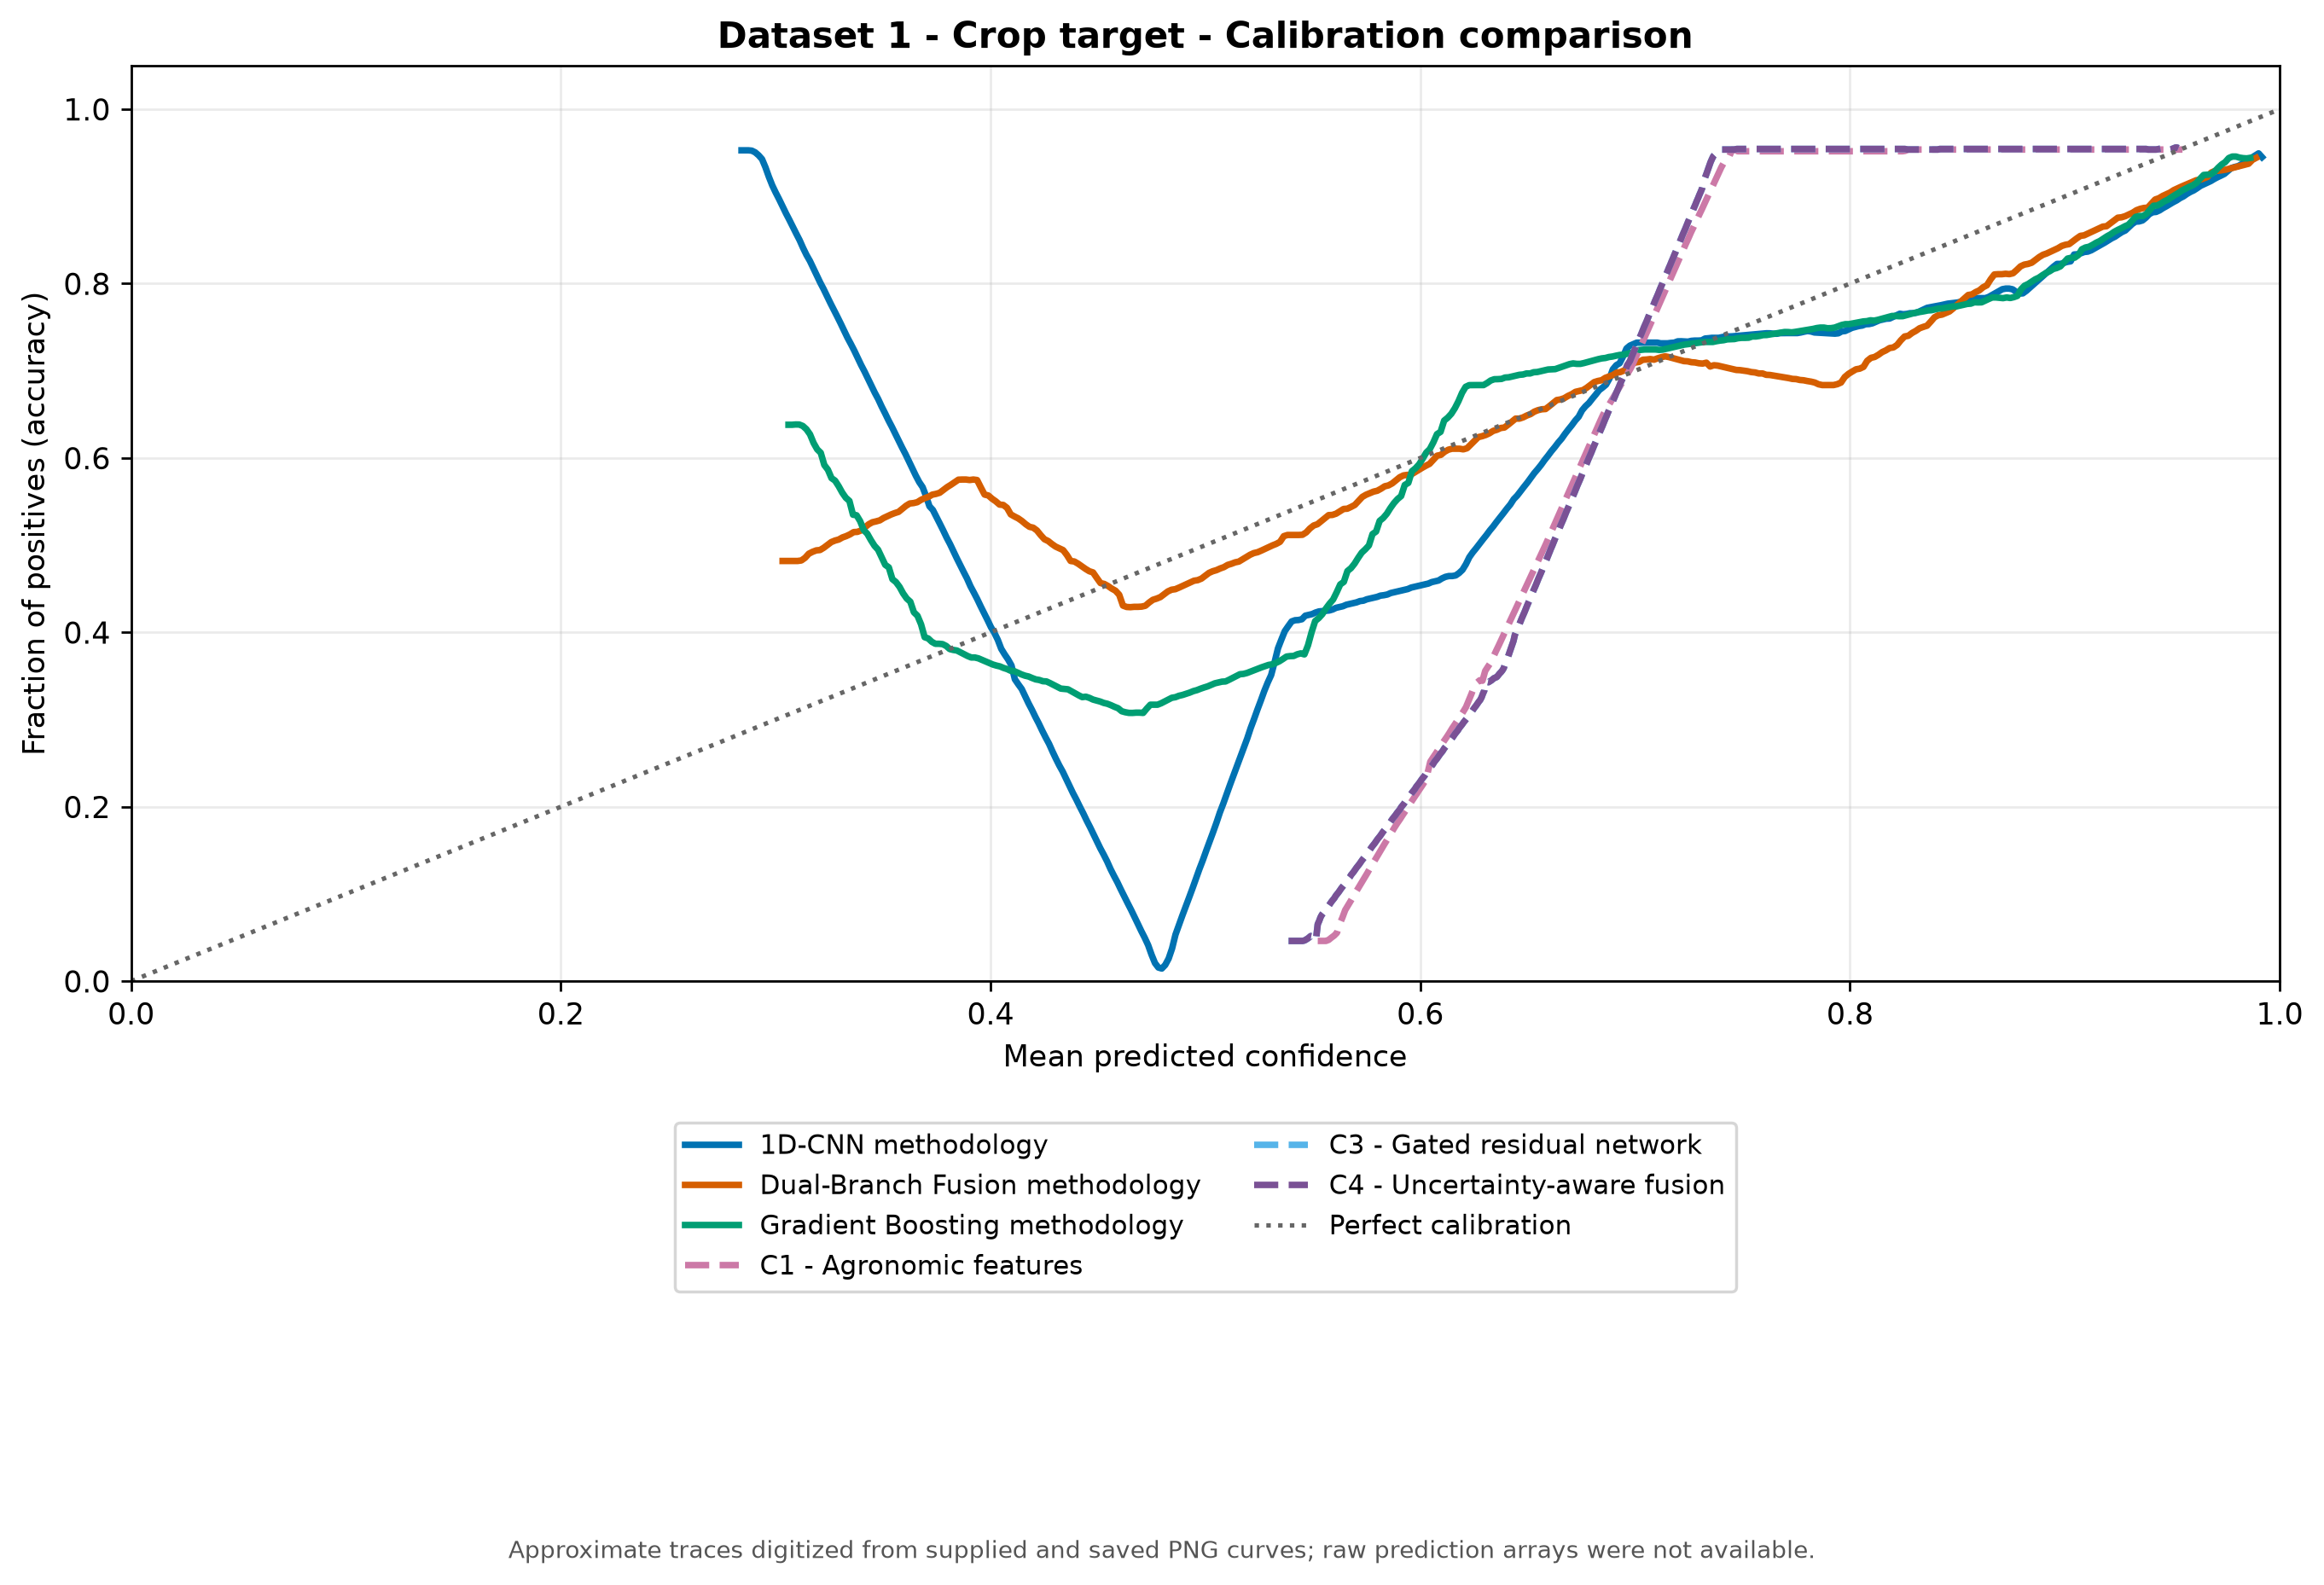 Dataset 1 - Crop target - Calibration comparison
Fraction of positives (accuracy)
1.0
0.8
0.6
0.4
0.2
0.0
0.0 0.2 0.4 0.6 0.8 1.0
Mean predicted confidence
1D-CNN methodology
Dual-Branch Fusion methodology
Gradient Boosting methodology
C1 - Agronomic features
C3 - Gated residual network
C4 - Uncertainty-aware fusion
Perfect calibration
Approximate traces digitized from supplied and saved PNG curves; raw prediction arrays were not available.